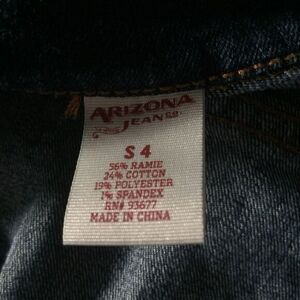 ARIZONA
JEAN Co.
S 4
56% RAMIE
24% COTTON
19% POLYESTER
1% SPANDEX
RN# 93677
MADE IN CHINA